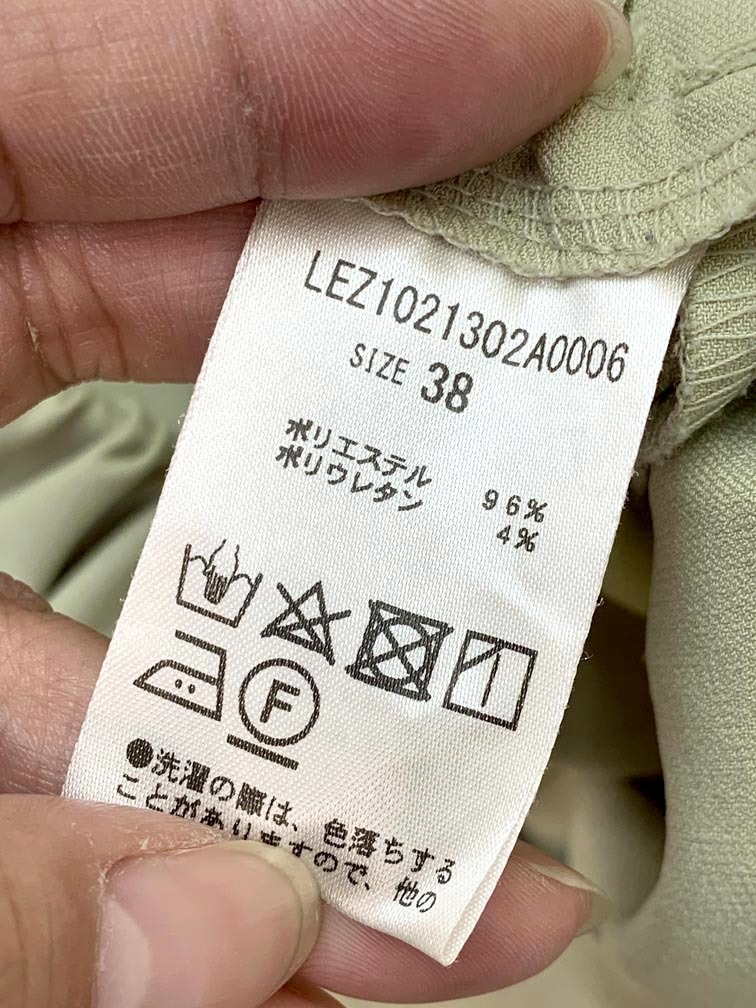 LEZ1021302A0006
SIZE 38
ポリエステル 96%
ポリウレタン 4%
F
●洗濯の際は、色落ちする
ことがありますので、他の